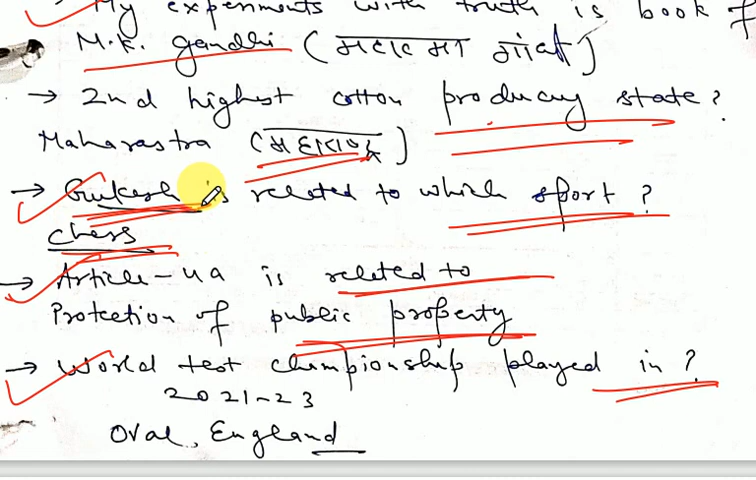 My experiments with truth is book of
M.K. gandhi (महात्मा गांधी)
→ 2nd highest cotton producing state?
Maharastra (महाराष्ट्र)
→ Gukesh is related to which sport?
chess
→ Article-4A is related to
Protection of public property
→ World test championship played in?
2021-23
Oval, England